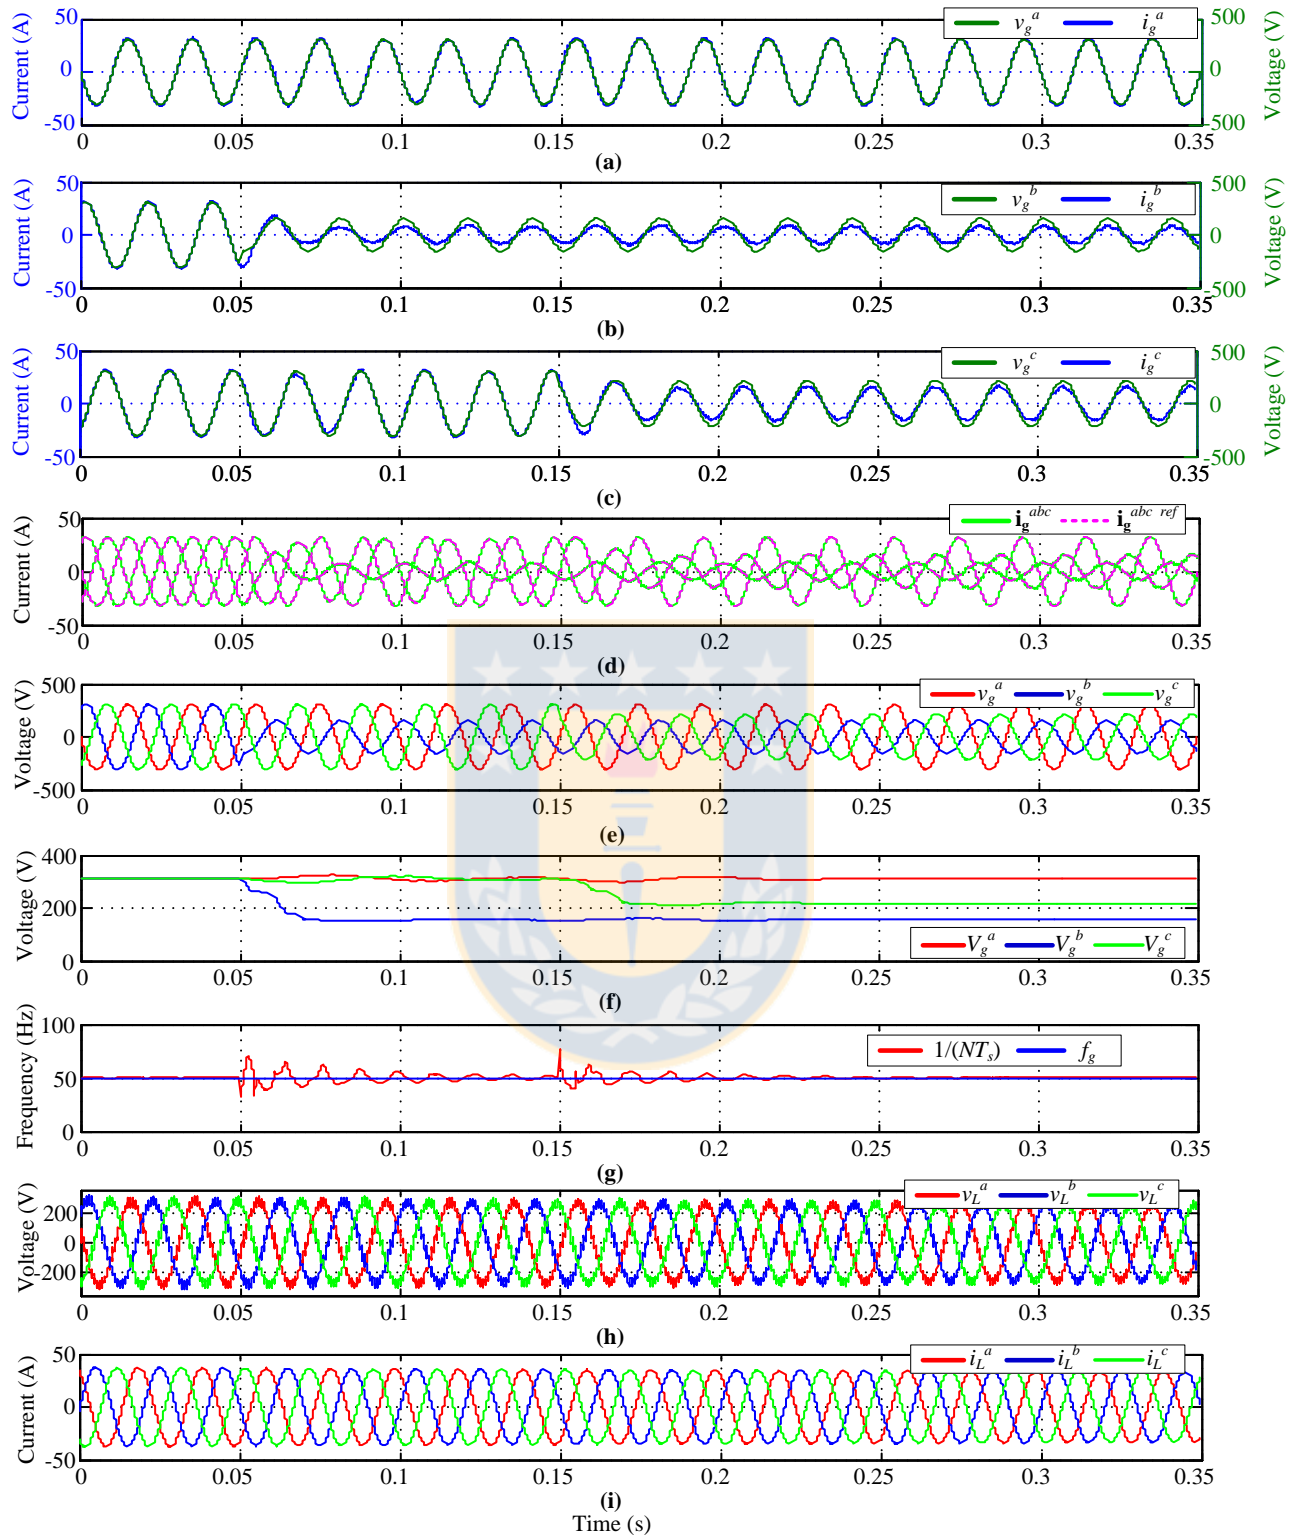 v_g^a i_g^a
Current (A)
50
0
-50
500
0
-500
Voltage (V)
0 0.05 0.1 0.15 0.2 0.25 0.3 0.35
(a)
v_g^b i_g^b
Current (A)
50
0
-50
500
0
-500
Voltage (V)
0 0.05 0.1 0.15 0.2 0.25 0.3 0.35
(b)
v_g^c i_g^c
Current (A)
50
0
-50
500
0
-500
Voltage (V)
0 0.05 0.1 0.15 0.2 0.25 0.3 0.35
(c)
i_g^abc i_g^abc ref
Current (A)
50
0
-50
0 0.05 0.1 0.15 0.2 0.25 0.3 0.35
(d)
v_g^a v_g^b v_g^c
Voltage (V)
500
0
-500
0 0.05 0.1 0.15 0.2 0.25 0.3 0.35
(e)
Voltage (V)
400
200
0
V_g^a V_g^b V_g^c
0 0.05 0.1 0.15 0.2 0.25 0.3 0.35
(f)
Frequency (Hz)
100
50
0
1/(NT_s) f_g
0 0.05 0.1 0.15 0.2 0.25 0.3 0.35
(g)
v_L^a v_L^b v_L^c
Voltage (V)
200
0
-200
0 0.05 0.1 0.15 0.2 0.25 0.3 0.35
(h)
i_L^a i_L^b i_L^c
Current (A)
50
0
-50
0 0.05 0.1 0.15 0.2 0.25 0.3 0.35
(i)
Time (s)